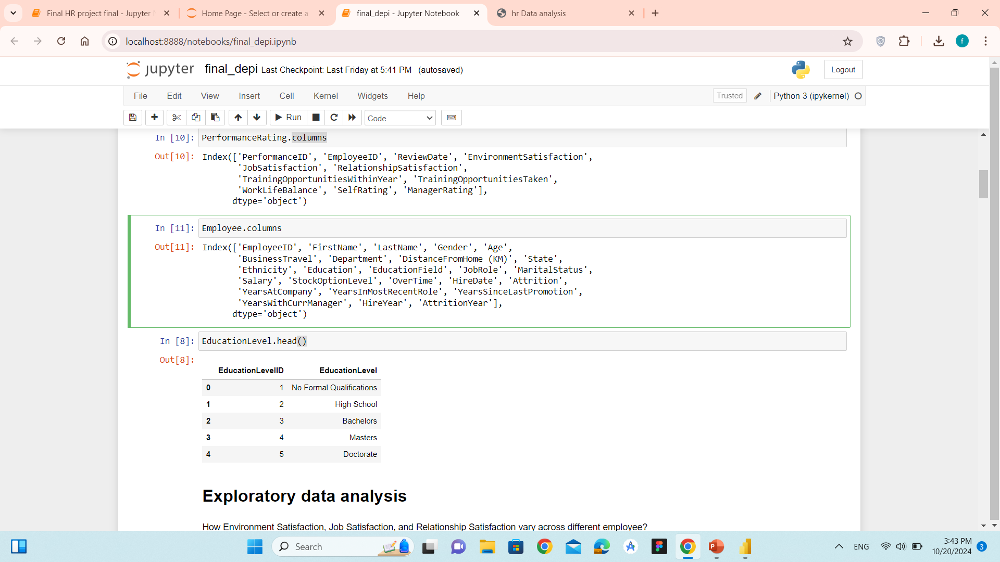 Final HR project final - Jupyter N
Home Page - Select or create a
final_depi - Jupyter Notebook
hr Data analysis
localhost:8888/notebooks/final_depi.ipynb
f
jupyter final_depi Last Checkpoint: Last Friday at 5:41 PM (autosaved)
Logout
File Edit View Insert Cell Kernel Widgets Help
Trusted
Python 3 (ipykernel)
Run
Code
In [10]: PerformanceRating.columns
Out[10]: Index(['PerformanceID', 'EmployeeID', 'ReviewDate', 'EnvironmentSatisfaction',
'JobSatisfaction', 'RelationshipSatisfaction',
'TrainingOpportunitiesWithinYear', 'TrainingOpportunitiesTaken',
'WorkLifeBalance', 'SelfRating', 'ManagerRating'],
dtype='object')
In [11]: Employee.columns
Out[11]: Index(['EmployeeID', 'FirstName', 'LastName', 'Gender', 'Age',
'BusinessTravel', 'Department', 'DistanceFromHome (KM)', 'State',
'Ethnicity', 'Education', 'EducationField', 'JobRole', 'MaritalStatus',
'Salary', 'StockOptionLevel', 'OverTime', 'HireDate', 'Attrition',
'YearsAtCompany', 'YearsInMostRecentRole', 'YearsSinceLastPromotion',
'YearsWithCurrManager', 'HireYear', 'AttritionYear'],
dtype='object')
In [8]: EducationLevel.head()
Out[8]:
EducationLevelID EducationLevel
0 1 No Formal Qualifications
1 2 High School
2 3 Bachelors
3 4 Masters
4 5 Doctorate
Exploratory data analysis
How Environment Satisfaction, Job Satisfaction, and Relationship Satisfaction vary across different employee?
Search
ENG
3:43 PM
10/20/2024
3